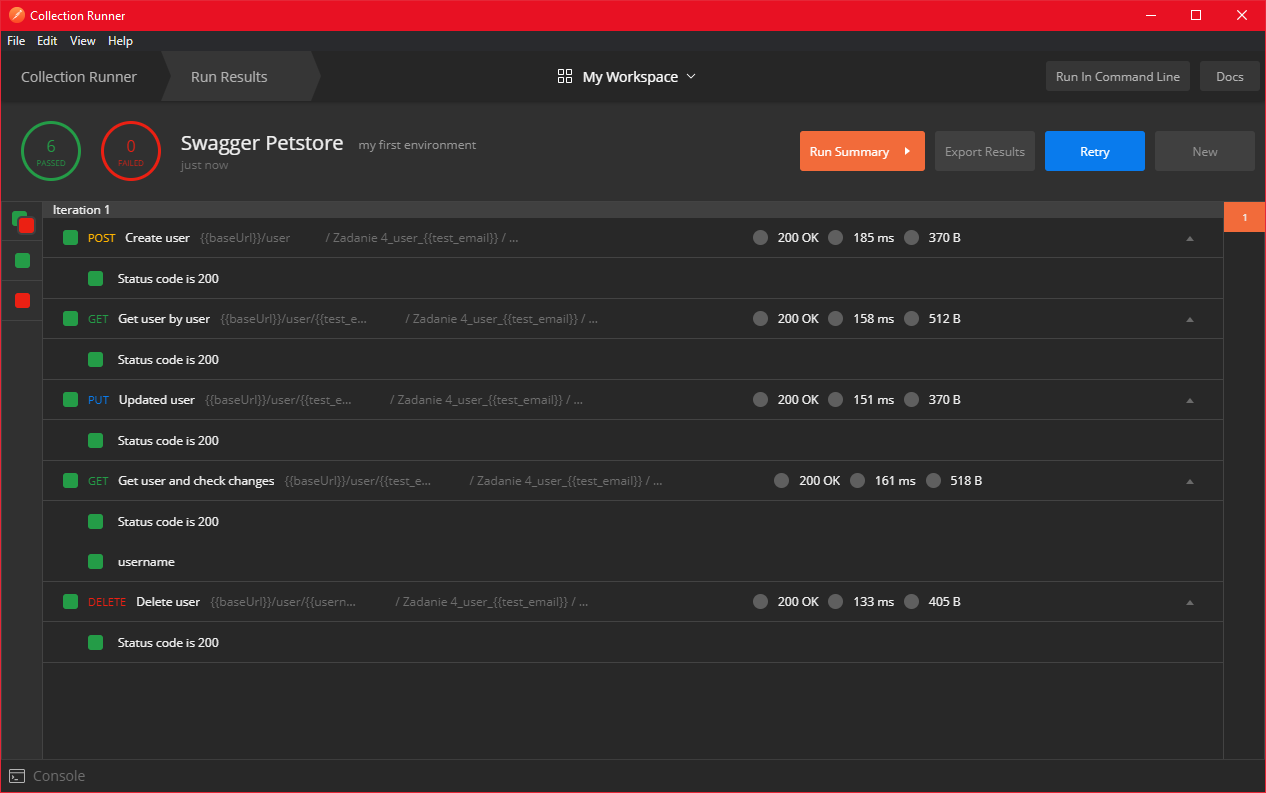 Collection Runner
File Edit View Help
Collection Runner Run Results My Workspace Run In Command Line Docs
6 PASSED
0 FAILED
Swagger Petstore my first environment
just now
Run Summary Export Results Retry New
Iteration 1
1
POST Create user {{baseUrl}}/user / Zadanie 4_user_{{test_email}} / ... 200 OK 185 ms 370 B
Status code is 200
GET Get user by user {{baseUrl}}/user/{{test_e... / Zadanie 4_user_{{test_email}} / ... 200 OK 158 ms 512 B
Status code is 200
PUT Updated user {{baseUrl}}/user/{{test_e... / Zadanie 4_user_{{test_email}} / ... 200 OK 151 ms 370 B
Status code is 200
GET Get user and check changes {{baseUrl}}/user/{{test_e... / Zadanie 4_user_{{test_email}} / ... 200 OK 161 ms 518 B
Status code is 200
username
DELETE Delete user {{baseUrl}}/user/{{usern... / Zadanie 4_user_{{test_email}} / ... 200 OK 133 ms 405 B
Status code is 200
Console